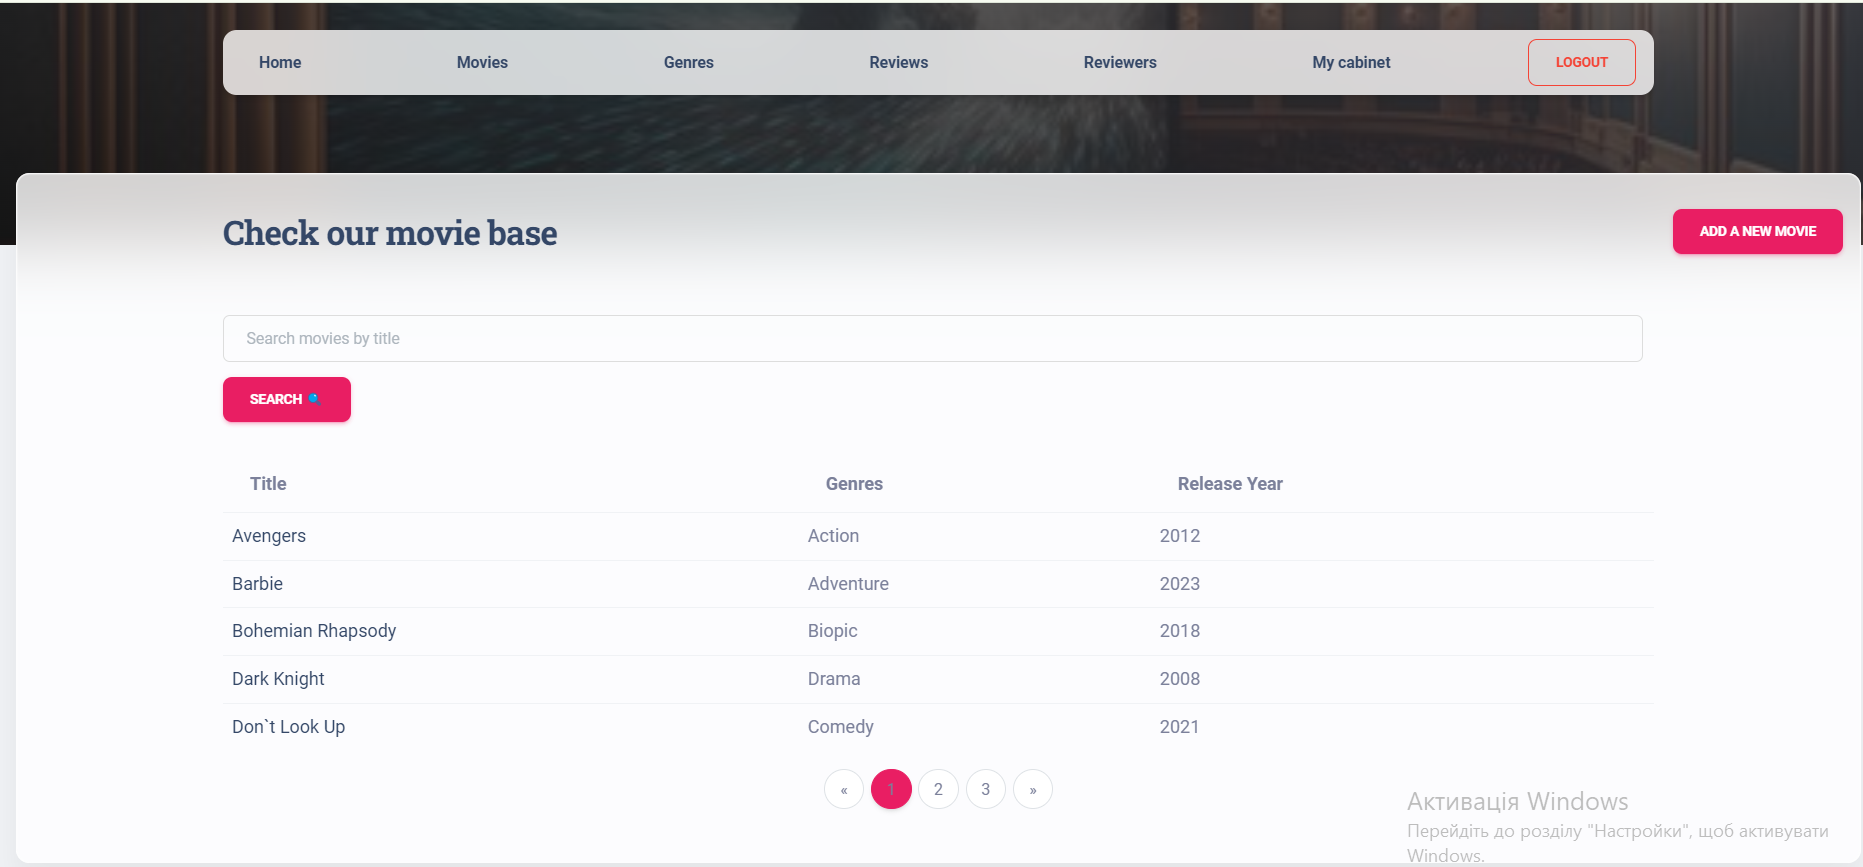 Home Movies Genres Reviews Reviewers My cabinet LOGOUT
Check our movie base
ADD A NEW MOVIE
Search movies by title
SEARCH
Title Genres Release Year
Avengers Action 2012
Barbie Adventure 2023
Bohemian Rhapsody Biopic 2018
Dark Knight Drama 2008
Don`t Look Up Comedy 2021
« 1 2 3 »
Активація Windows
Перейдіть до розділу "Настройки", щоб активувати
Windows.